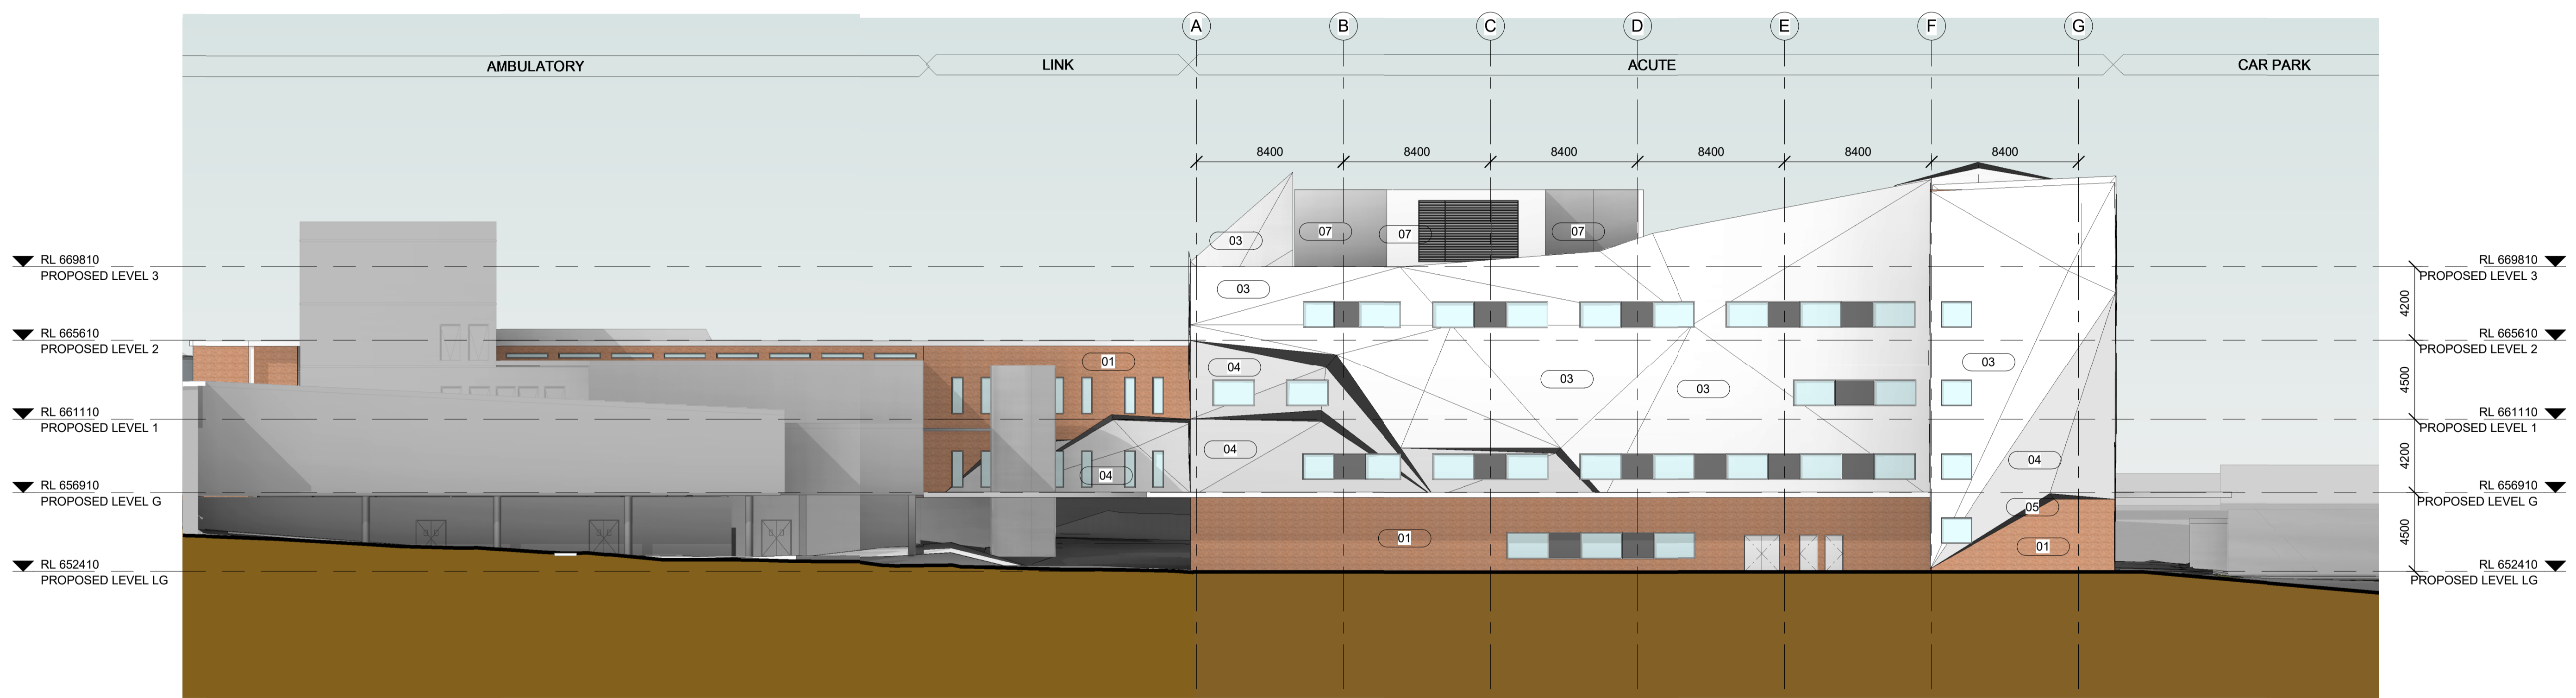 A B C D E F G
AMBULATORY LINK ACUTE CAR PARK
8400 8400 8400 8400 8400 8400
03 07 07 07
RL 669810 RL 669810
PROPOSED LEVEL 3 PROPOSED LEVEL 3
03
4200
RL 665610 RL 665610
PROPOSED LEVEL 2 PROPOSED LEVEL 2
01 04 03 03 03
4500
RL 661110 RL 661110
PROPOSED LEVEL 1 PROPOSED LEVEL 1
04 04 04
4200
RL 656910 RL 656910
PROPOSED LEVEL G PROPOSED LEVEL G
05
01 01
4500
RL 652410 RL 652410
PROPOSED LEVEL LG PROPOSED LEVEL LG